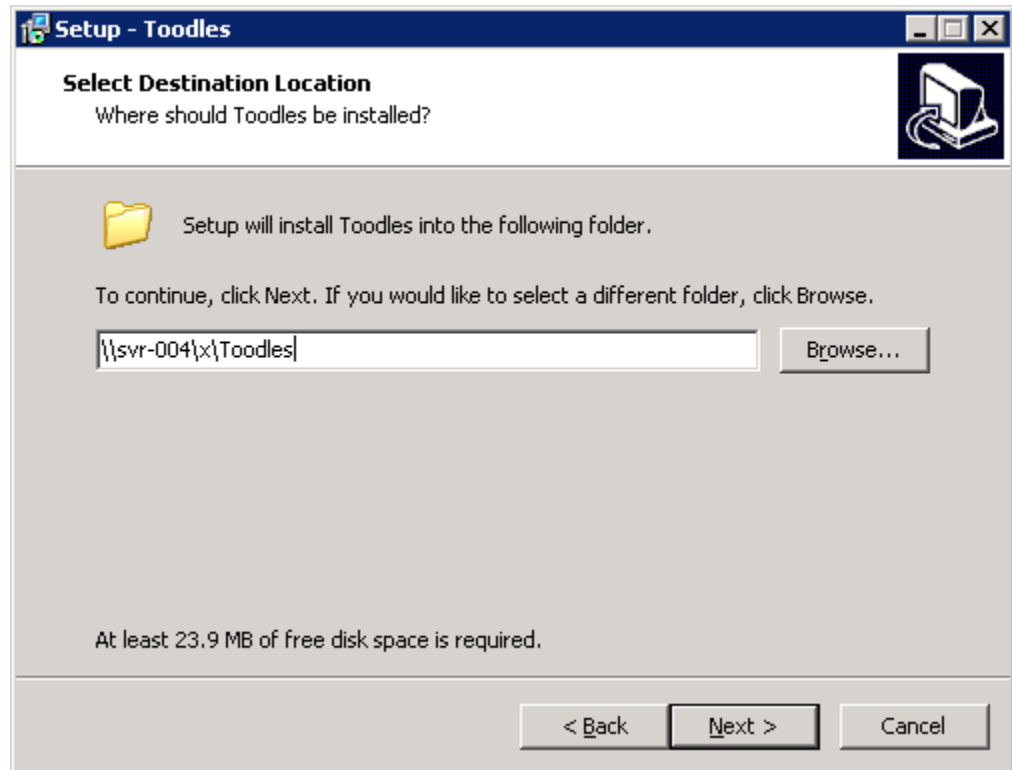 Setup - Toodles
Select Destination Location
Where should Toodles be installed?
Setup will install Toodles into the following folder.
To continue, click Next. If you would like to select a different folder, click Browse.
\\svr-004\x\Toodles
Browse...
At least 23.9 MB of free disk space is required.
< Back
Next >
Cancel